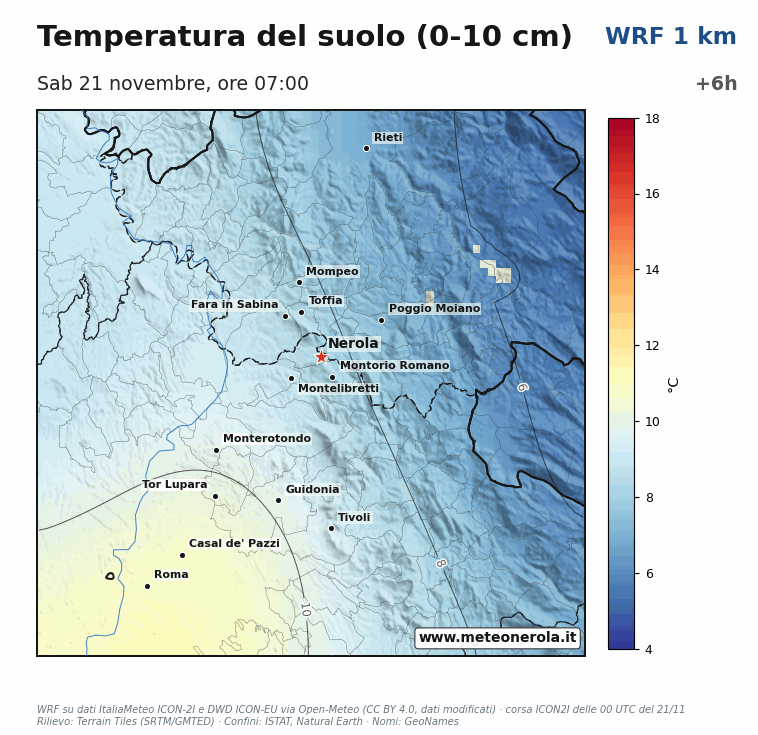 Temperatura del suolo (0-10 cm) WRF 1 km
Sab 21 novembre, ore 07:00 +6h
Rieti
Mompeo
Toffia
Fara in Sabina
Poggio Moiano
Nerola
Montorio Romano
Montelibretti
6
Monterotondo
Tor Lupara
Guidonia
Tivoli
Casal de' Pazzi
8
Roma
10
www.meteonerola.it
18
16
14
12
10
8
6
4
°C
WRF su dati ItaliaMeteo ICON-2I e DWD ICON-EU via Open-Meteo (CC BY 4.0, dati modificati) · corsa ICON2I delle 00 UTC del 21/11
Rilievo: Terrain Tiles (SRTM/GMTED) · Confini: ISTAT, Natural Earth · Nomi: GeoNames